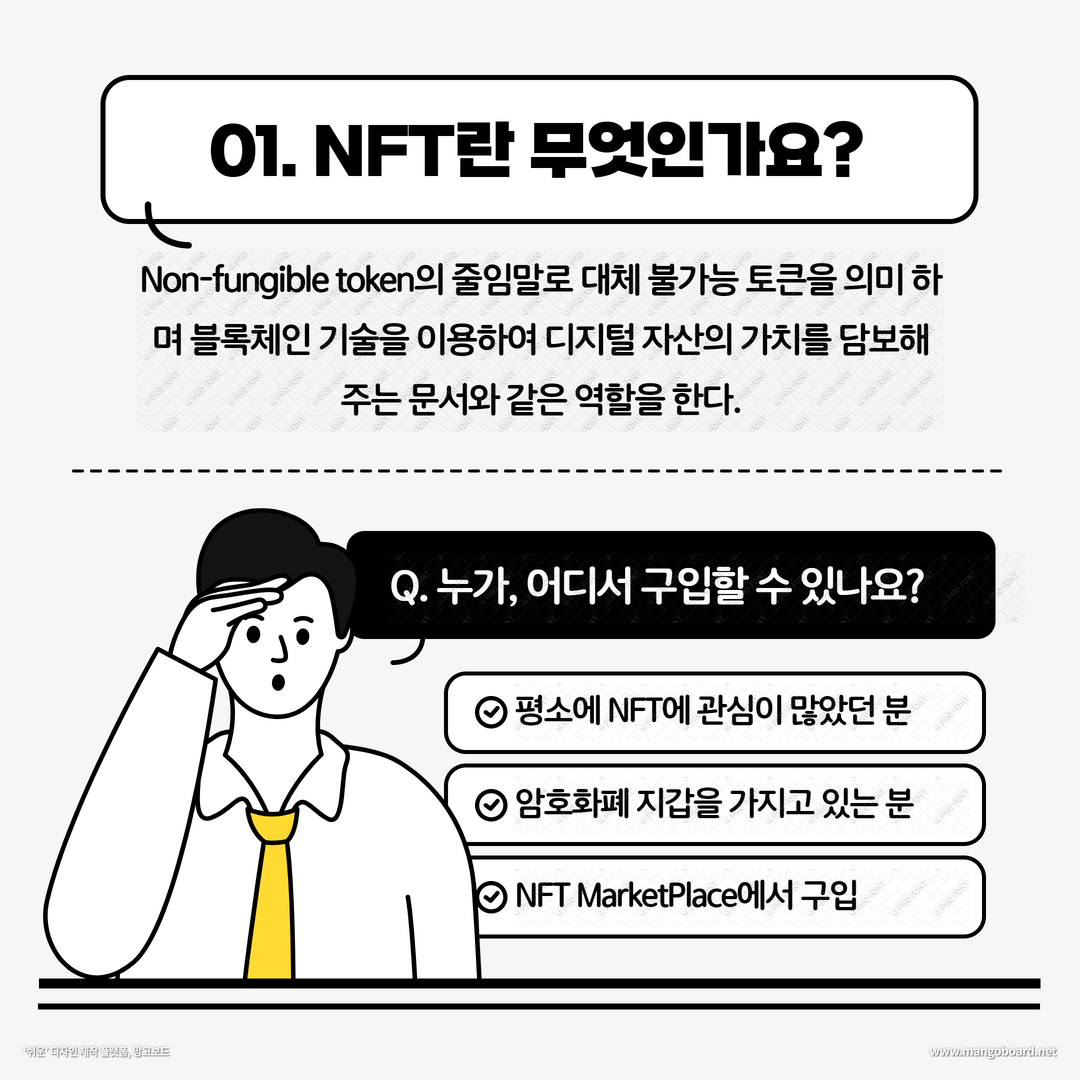 01. NFT란 무엇인가요?
Non-fungible token의 줄임말로 대체 불가능 토큰을 의미 하
며 블록체인 기술을 이용하여 디지털 자산의 가치를 담보해
주는 문서와 같은 역할을 한다.
Q. 누가, 어디서 구입할 수 있나요?
평소에 NFT에 관심이 많았던 분
암호화폐 지갑을 가지고 있는 분
NFT MarketPlace에서 구입
'쉬운' 디자인 제작 플랫폼, 망고보드
www.mangoboard.net